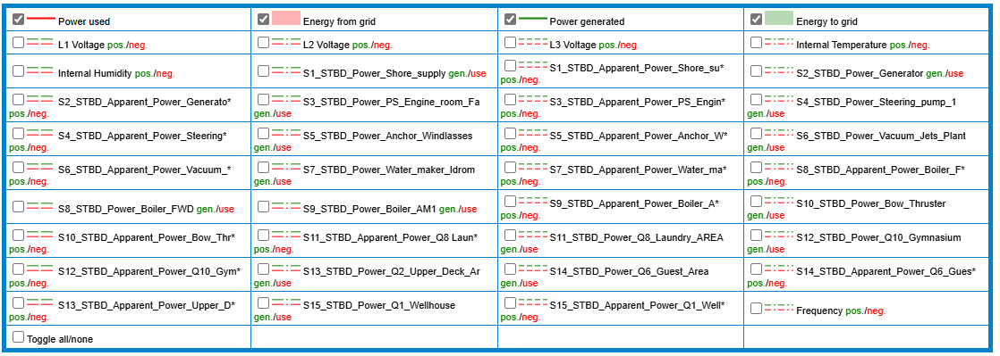 Power used
Energy from grid
Power generated
Energy to grid
L1 Voltage pos./neg.
L2 Voltage pos./neg.
L3 Voltage pos./neg.
Internal Temperature pos./neg.
Internal Humidity pos./neg.
S1_STBD_Power_Shore_supply gen./use
S1_STBD_Apparent_Power_Shore_su*
pos./neg.
S2_STBD_Power_Generator gen./use
S2_STBD_Apparent_Power_Generato*
pos./neg.
S3_STBD_Power_PS_Engine_room_Fa
gen./use
S3_STBD_Apparent_Power_PS_Engin*
pos./neg.
S4_STBD_Power_Steering_pump_1
gen./use
S4_STBD_Apparent_Power_Steering*
pos./neg.
S5_STBD_Power_Anchor_Windlasses
gen./use
S5_STBD_Apparent_Power_Anchor_W*
pos./neg.
S6_STBD_Power_Vacuum_Jets_Plant
gen./use
S6_STBD_Apparent_Power_Vacuum_*
pos./neg.
S7_STBD_Power_Water_maker_Idrom
gen./use
S7_STBD_Apparent_Power_Water_ma*
pos./neg.
S8_STBD_Apparent_Power_Boiler_F*
pos./neg.
S8_STBD_Power_Boiler_FWD gen./use
S9_STBD_Power_Boiler_AM1 gen./use
S9_STBD_Apparent_Power_Boiler_A*
pos./neg.
S10_STBD_Power_Bow_Thruster
gen./use
S10_STBD_Apparent_Power_Bow_Thr*
pos./neg.
S11_STBD_Apparent_Power_Q8 Laun*
pos./neg.
S11_STBD_Power_Q8_Laundry_AREA
gen./use
S12_STBD_Power_Q10_Gymnasium
gen./use
S12_STBD_Apparent_Power_Q10_Gym*
pos./neg.
S13_STBD_Power_Q2_Upper_Deck_Ar
gen./use
S14_STBD_Power_Q6_Guest_Area
gen./use
S14_STBD_Apparent_Power_Q6_Gues*
pos./neg.
S13_STBD_Apparent_Power_Upper_D*
pos./neg.
S15_STBD_Power_Q1_Wellhouse
gen./use
S15_STBD_Apparent_Power_Q1_Well*
pos./neg.
Frequency pos./neg.
Toggle all/none